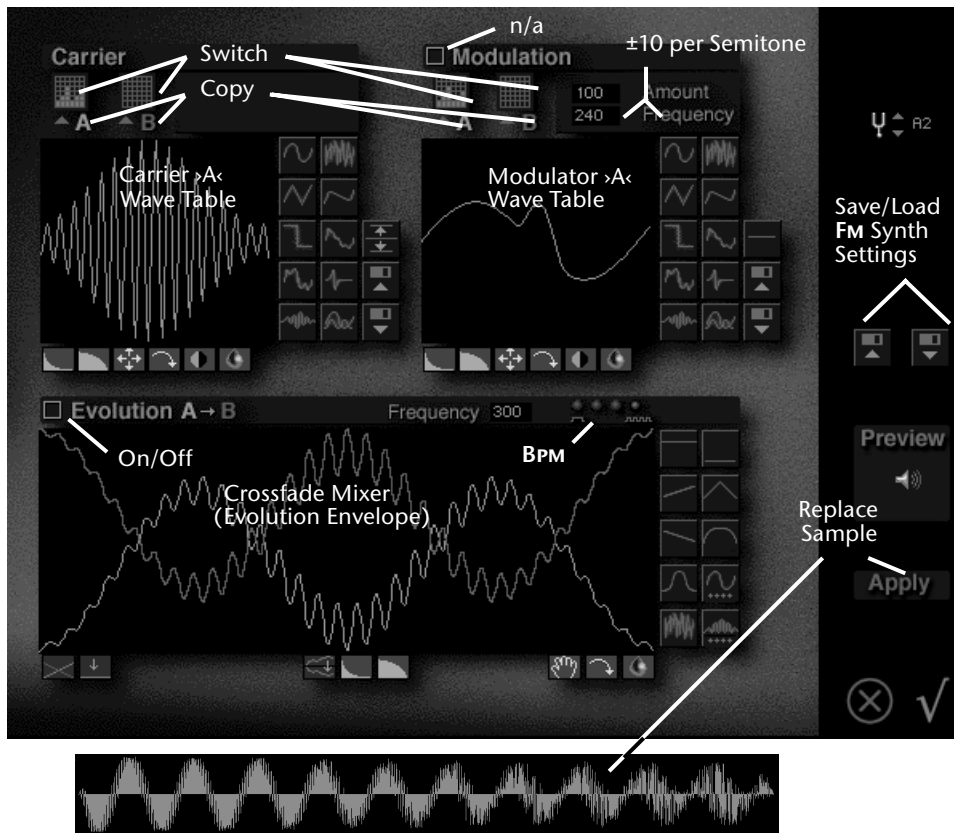 n/a
Carrier
Switch
Modulation
±10 per Semitone
Copy
100 Amount
240 Frequency
A B
A B
A2
Carrier ›A‹
Wave Table
Modulator ›A‹
Wave Table
Save/Load
FM Synth
Settings
Evolution A→B
Frequency 300
On/Off
BPM
Preview
Crossfade Mixer
(Evolution Envelope)
Replace
Sample
Apply